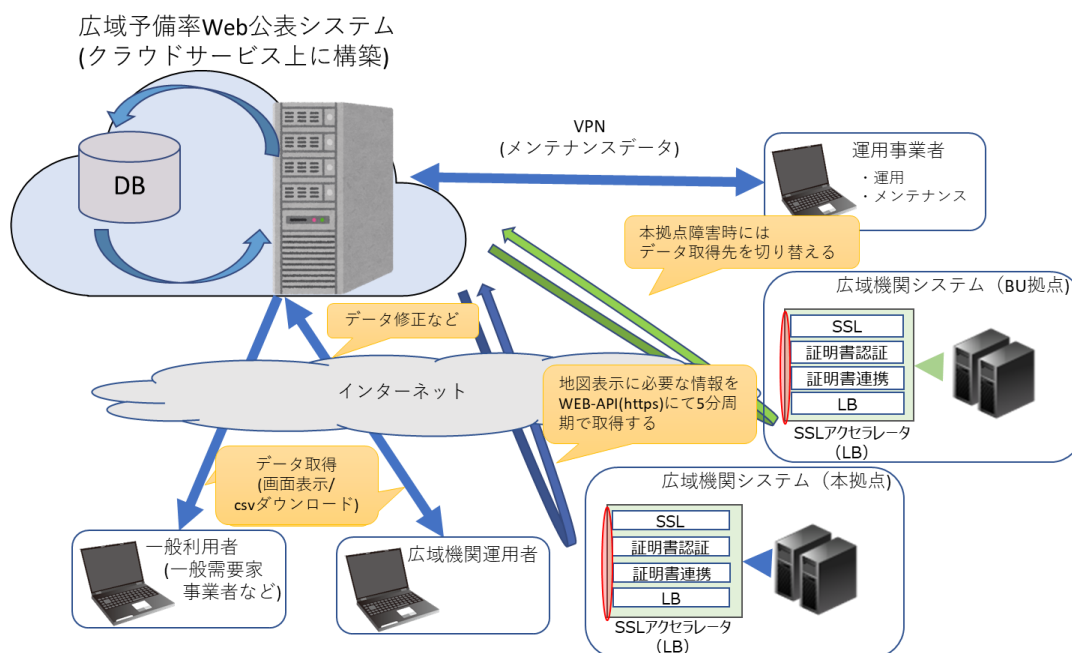 広域予備率Web公表システム
(クラウドサービス上に構築)
DB
VPN
(メンテナンスデータ)
運用事業者
・運用
・メンテナンス
本拠点障害時には
データ取得先を切り替える
広域機関システム（BU拠点)
SSL
証明書認証
証明書連携
LB
SSLアクセラレータ
（LB）
データ修正など
インターネット
地図表示に必要な情報を
WEB-API(https)にて5分周
期で取得する
データ取得
(画面表示/
csvダウンロード)
広域機関システム（本拠点)
SSL
証明書認証
証明書連携
LB
SSLアクセラレータ
（LB）
一般利用者
(一般需要家
事業者など)
広域機関運用者